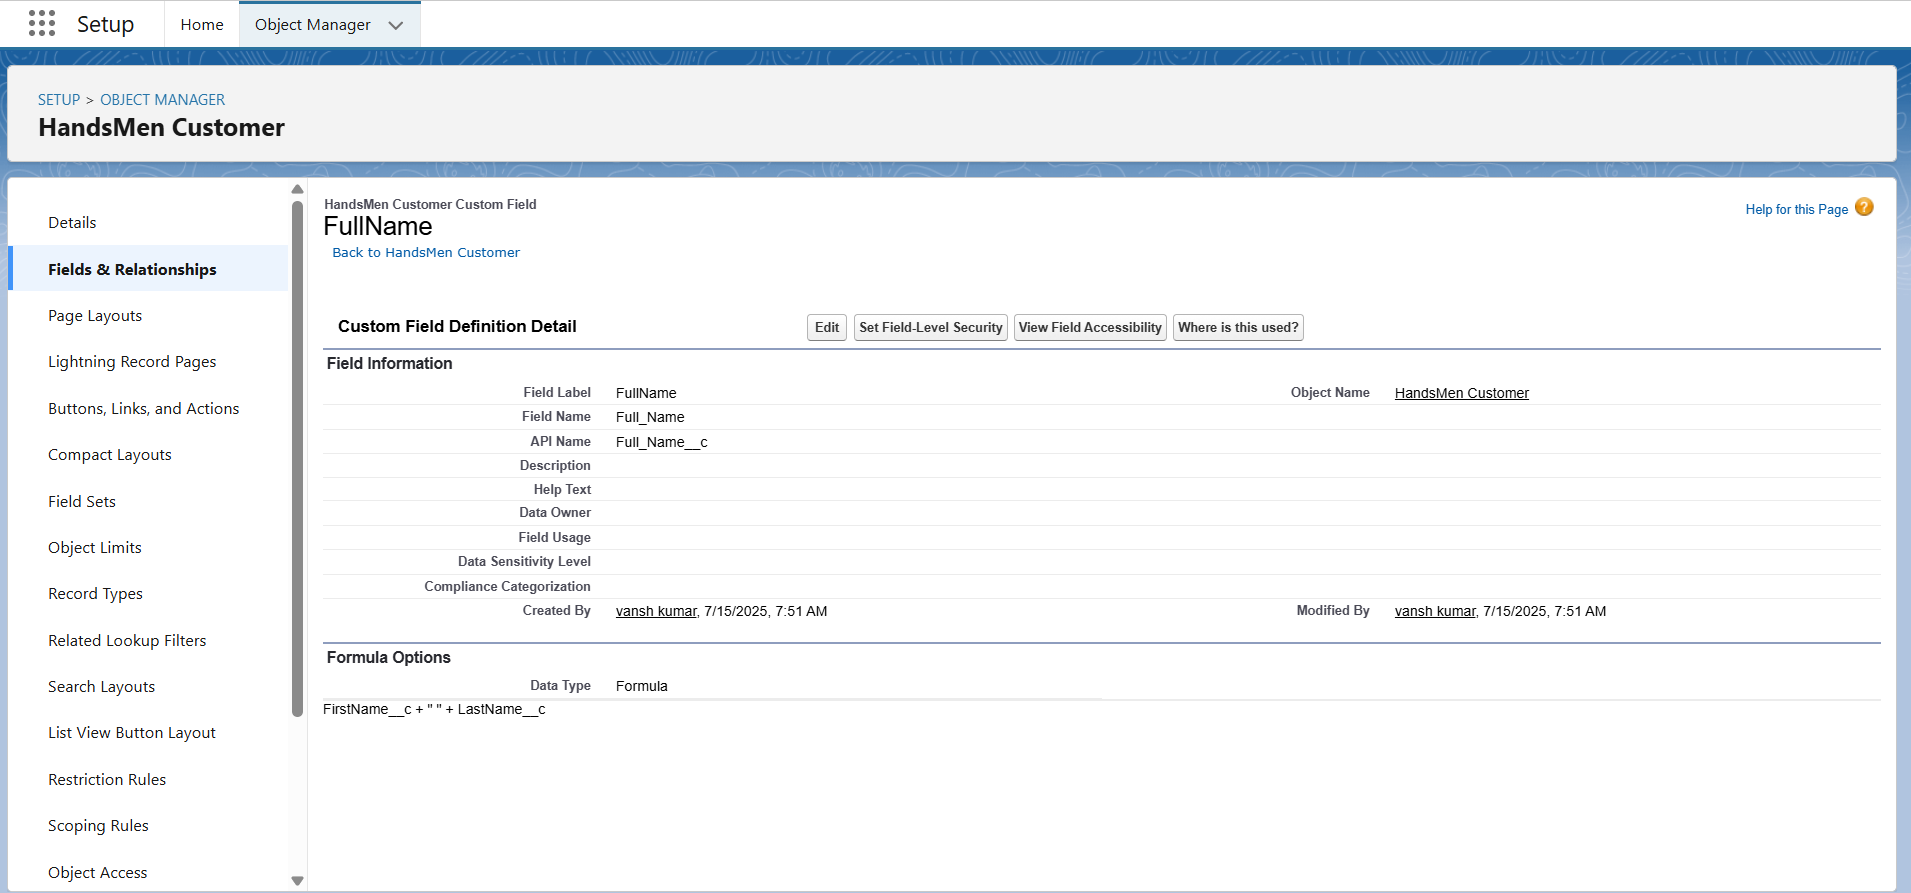 Setup Home Object Manager
SETUP > OBJECT MANAGER
HandsMen Customer
Details
Fields & Relationships
Page Layouts
Lightning Record Pages
Buttons, Links, and Actions
Compact Layouts
Field Sets
Object Limits
Record Types
Related Lookup Filters
Search Layouts
List View Button Layout
Restriction Rules
Scoping Rules
Object Access
HandsMen Customer Custom Field
FullName
Back to HandsMen Customer
Help for this Page ?
Custom Field Definition Detail Edit Set Field-Level Security View Field Accessibility Where is this used?
Field Information
Field Label FullName Object Name HandsMen Customer
Field Name Full_Name
API Name Full_Name__c
Description
Help Text
Data Owner
Field Usage
Data Sensitivity Level
Compliance Categorization
Created By vansh kumar, 7/15/2025, 7:51 AM Modified By vansh kumar, 7/15/2025, 7:51 AM
Formula Options
Data Type Formula
FirstName__c + " " + LastName__c